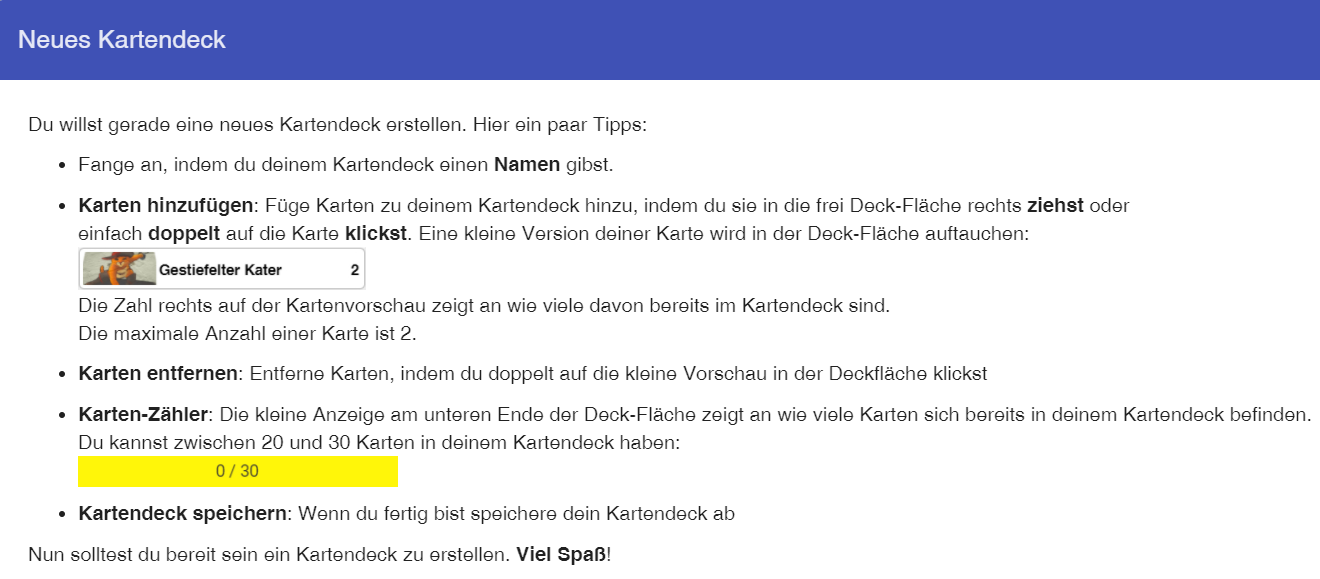 Neues Kartendeck
Du willst gerade eine neues Kartendeck erstellen. Hier ein paar Tipps:
• Fange an, indem du deinem Kartendeck einen Namen gibst.
• Karten hinzufügen: Füge Karten zu deinem Kartendeck hinzu, indem du sie in die frei Deck-Fläche rechts ziehst oder
einfach doppelt auf die Karte klickst. Eine kleine Version deiner Karte wird in der Deck-Fläche auftauchen:
Gestiefelter Kater 2
Die Zahl rechts auf der Kartenvorschau zeigt an wie viele davon bereits im Kartendeck sind.
Die maximale Anzahl einer Karte ist 2.
• Karten entfernen: Entferne Karten, indem du doppelt auf die kleine Vorschau in der Deckfläche klickst
• Karten-Zähler: Die kleine Anzeige am unteren Ende der Deck-Fläche zeigt an wie viele Karten sich bereits in deinem Kartendeck befinden.
Du kannst zwischen 20 und 30 Karten in deinem Kartendeck haben:
0 / 30
• Kartendeck speichern: Wenn du fertig bist speichere dein Kartendeck ab
Nun solltest du bereit sein ein Kartendeck zu erstellen. Viel Spaß!